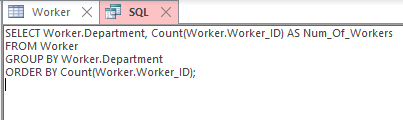 Worker
SQL
SELECT Worker.Department, Count(Worker.Worker_ID) AS Num_Of_Workers
FROM Worker
GROUP BY Worker.Department
ORDER BY Count(Worker.Worker_ID);